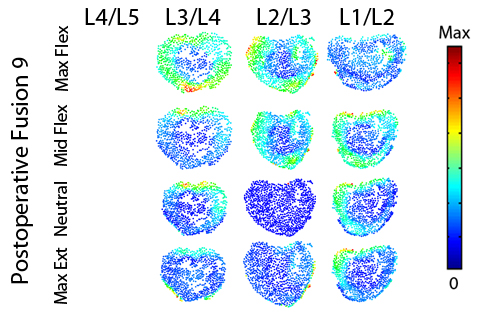 L4/L5 L3/L4 L2/L3 L1/L2
Max
Max Flex
Mid Flex
Neutral
Max Ext
Postoperative Fusion 9
0